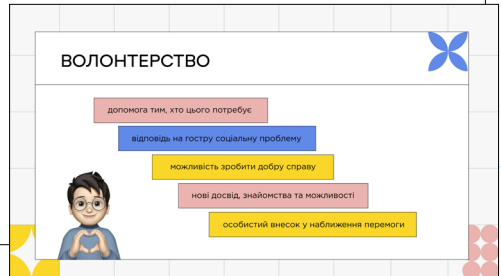 ВОЛОНТЕРСТВО
допомога тим, хто цього потребує
відповідь на гостру соціальну проблему
можливість зробити добру справу
нові досвід, знайомства та можливості
особистий внесок у наближення перемоги